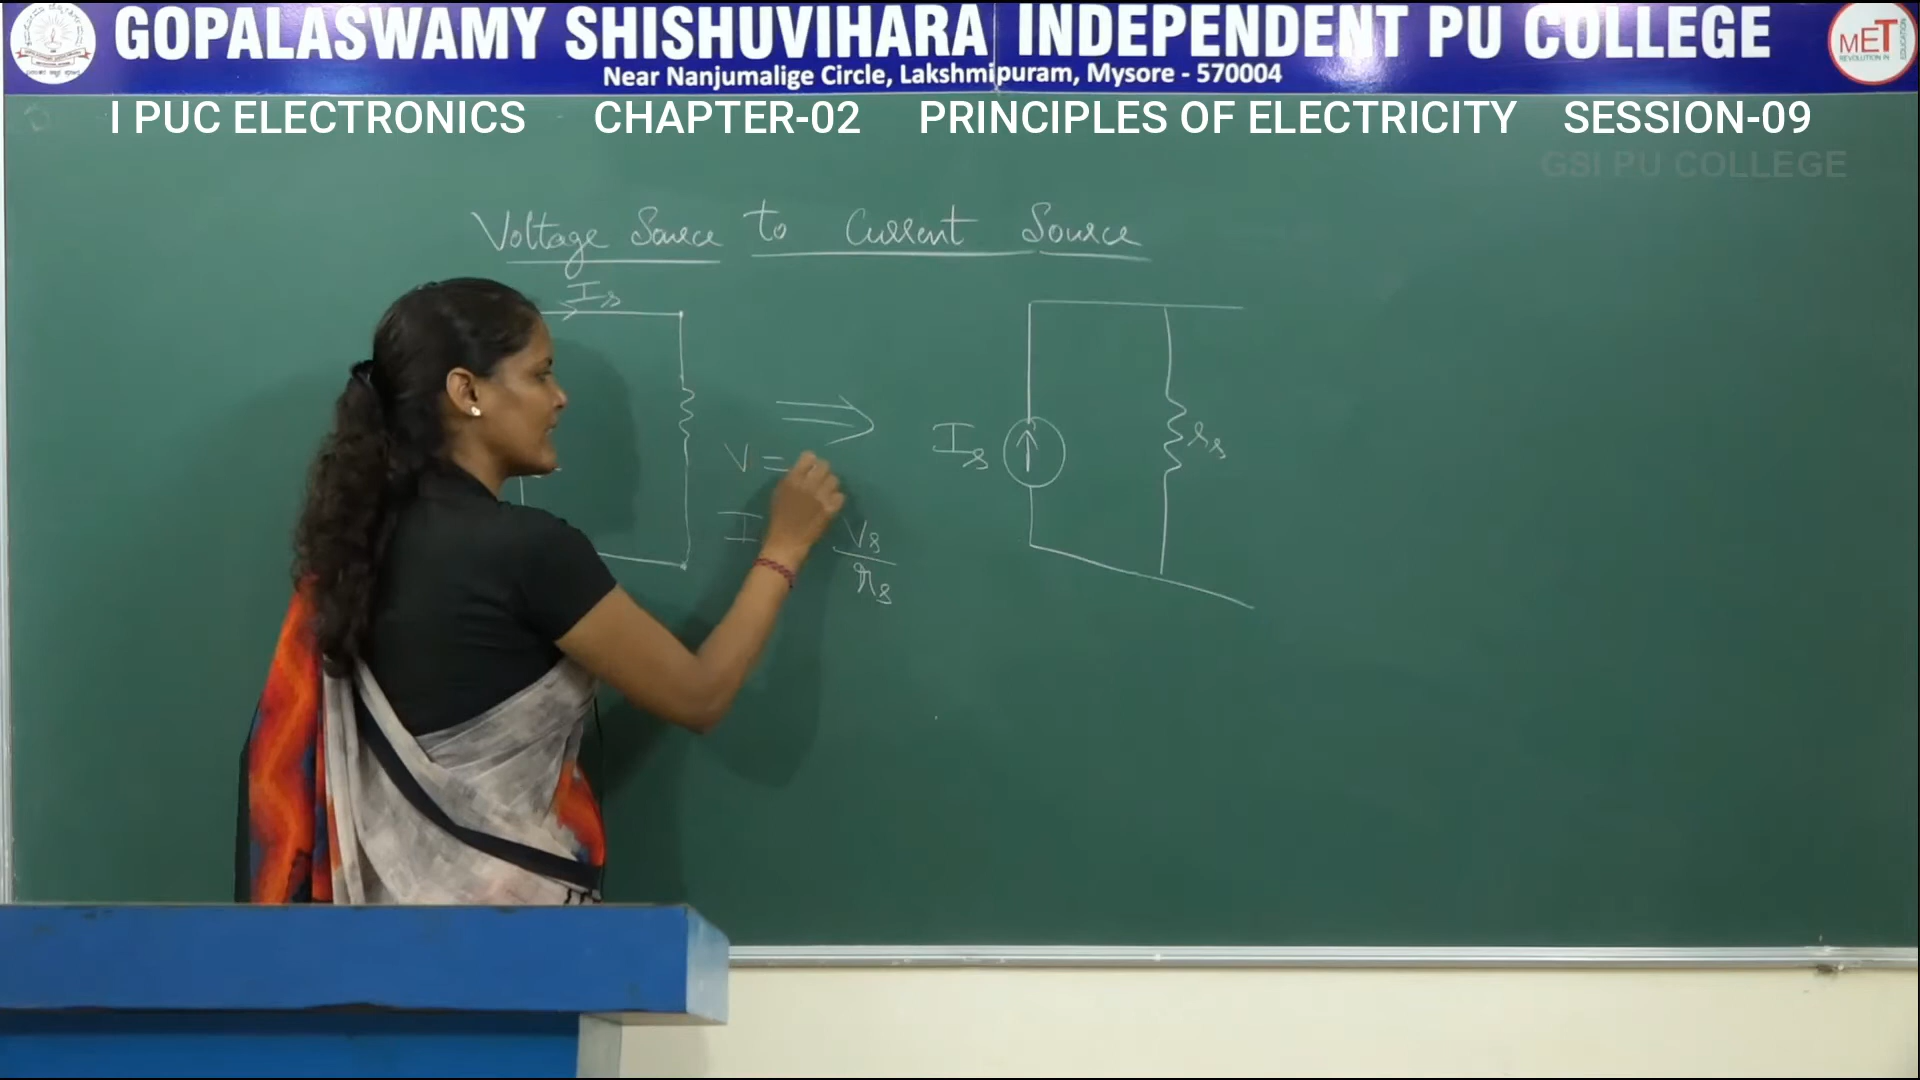 GOPALASWAMY SHISHUVIHARA INDEPENDENT PU COLLEGE
Near Nanjumalige Circle, Lakshmipuram, Mysore - 570004
MET
I PUC ELECTRONICS CHAPTER-02 PRINCIPLES OF ELECTRICITY SESSION-09
GSI PU COLLEGE
Voltage Source to Current Source
Is
V =
Is
rs
I
Vs
rs